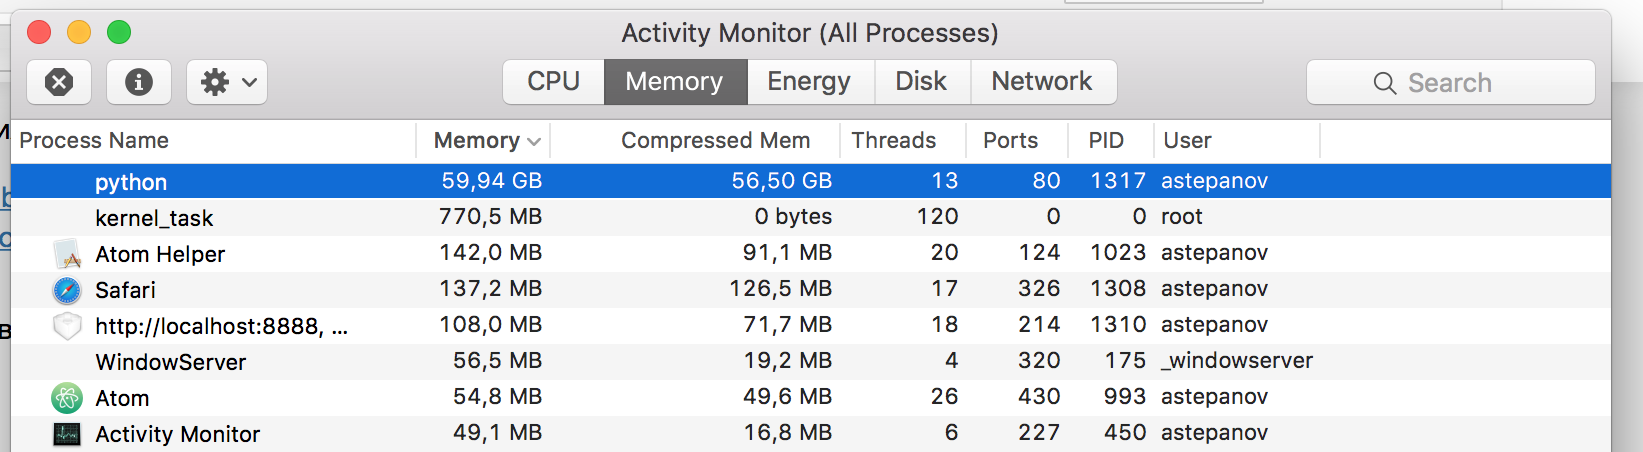 Activity Monitor (All Processes)
CPU Memory Energy Disk Network Search
Process Name Memory Compressed Mem Threads Ports PID User
python 59,94 GB 56,50 GB 13 80 1317 astepanov
kernel_task 770,5 MB 0 bytes 120 0 0 root
Atom Helper 142,0 MB 91,1 MB 20 124 1023 astepanov
Safari 137,2 MB 126,5 MB 17 326 1308 astepanov
http://localhost:8888, ... 108,0 MB 71,7 MB 18 214 1310 astepanov
WindowServer 56,5 MB 19,2 MB 4 320 175 _windowserver
Atom 54,8 MB 49,6 MB 26 430 993 astepanov
Activity Monitor 49,1 MB 16,8 MB 6 227 450 astepanov